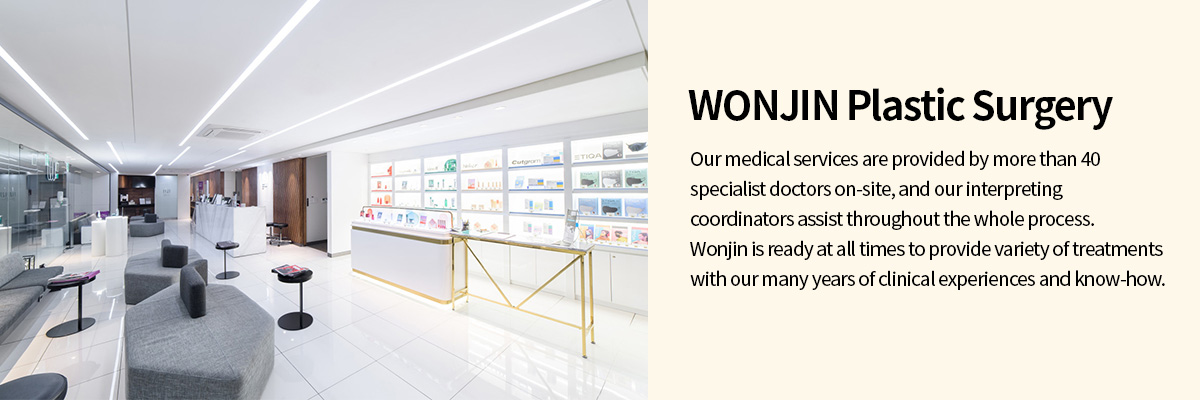 WONJIN Plastic Surgery
Our medical services are provided by more than 40
specialist doctors on-site, and our interpreting
coordinators assist throughout the whole process.
Wonjin is ready at all times to provide variety of treatments
with our many years of clinical experiences and know-how.